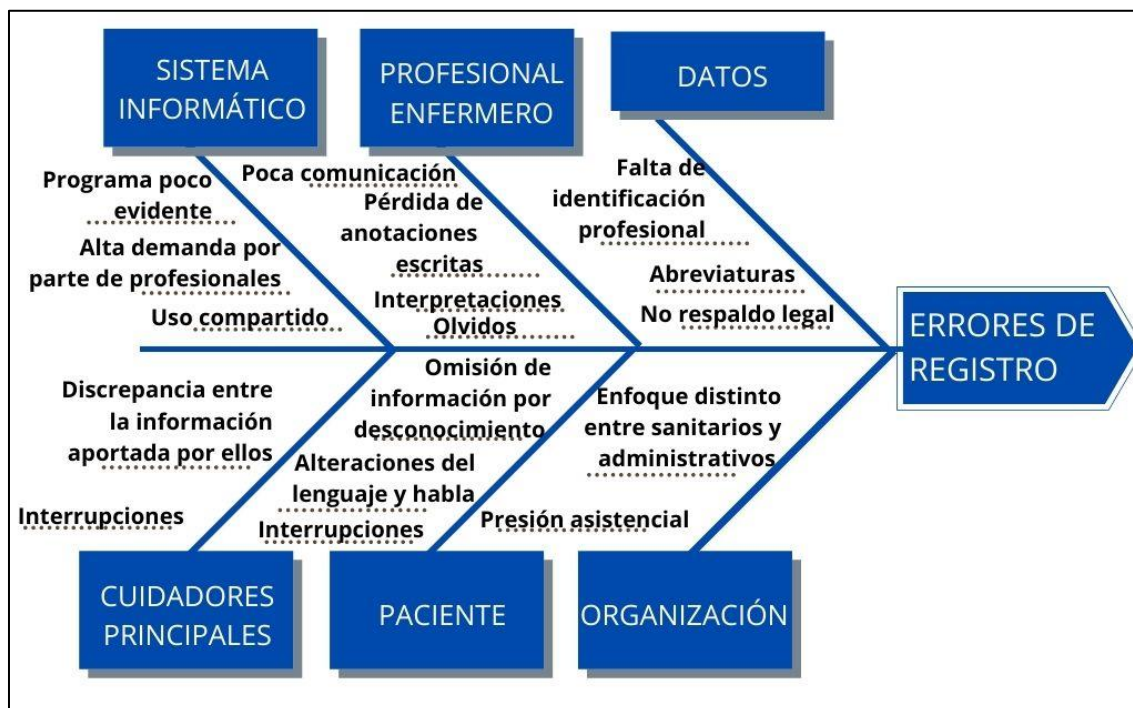 SISTEMA
INFORMÁTICO
Programa poco
evidente
Alta demanda por
parte de profesionales
Uso compartido
PROFESIONAL
ENFERMERO
Poca comunicación
Pérdida de
anotaciones
escritas
Interpretaciones
Olvidos
DATOS
Falta de
identificación
profesional
Abreviaturas
No respaldo legal
ERRORES DE
REGISTRO
Discrepancia entre
la información
aportada por ellos
Interrupciones
CUIDADORES
PRINCIPALES
Omisión de
información por
desconocimiento
Alteraciones del
lenguaje y habla
Interrupciones
PACIENTE
Enfoque distinto
entre sanitarios y
administrativos
Presión asistencial
ORGANIZACIÓN